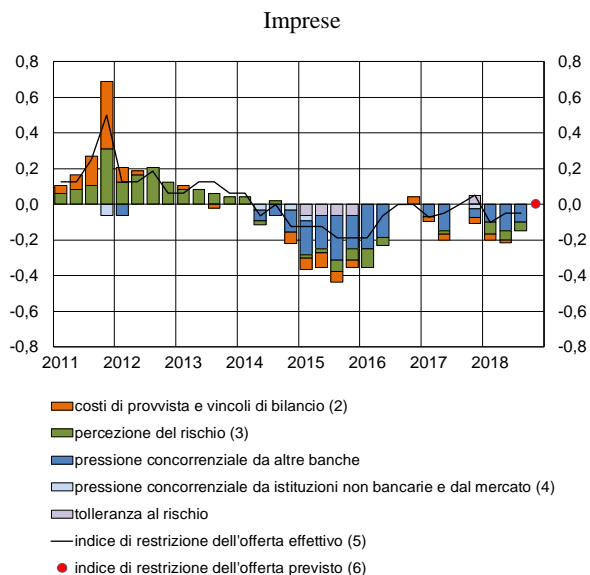 Imprese
0,8 0,8
0,6 0,6
0,4 0,4
0,2 0,2
0,0 0,0
-0,2 -0,2
-0,4 -0,4
-0,6 -0,6
-0,8 -0,8
2011 2012 2013 2014 2015 2016 2017 2018
costi di provvista e vincoli di bilancio (2)
percezione del rischio (3)
pressione concorrenziale da altre banche
pressione concorrenziale da istituzioni non bancarie e dal mercato (4)
tolleranza al rischio
indice di restrizione dell'offerta effettivo (5)
indice di restrizione dell'offerta previsto (6)